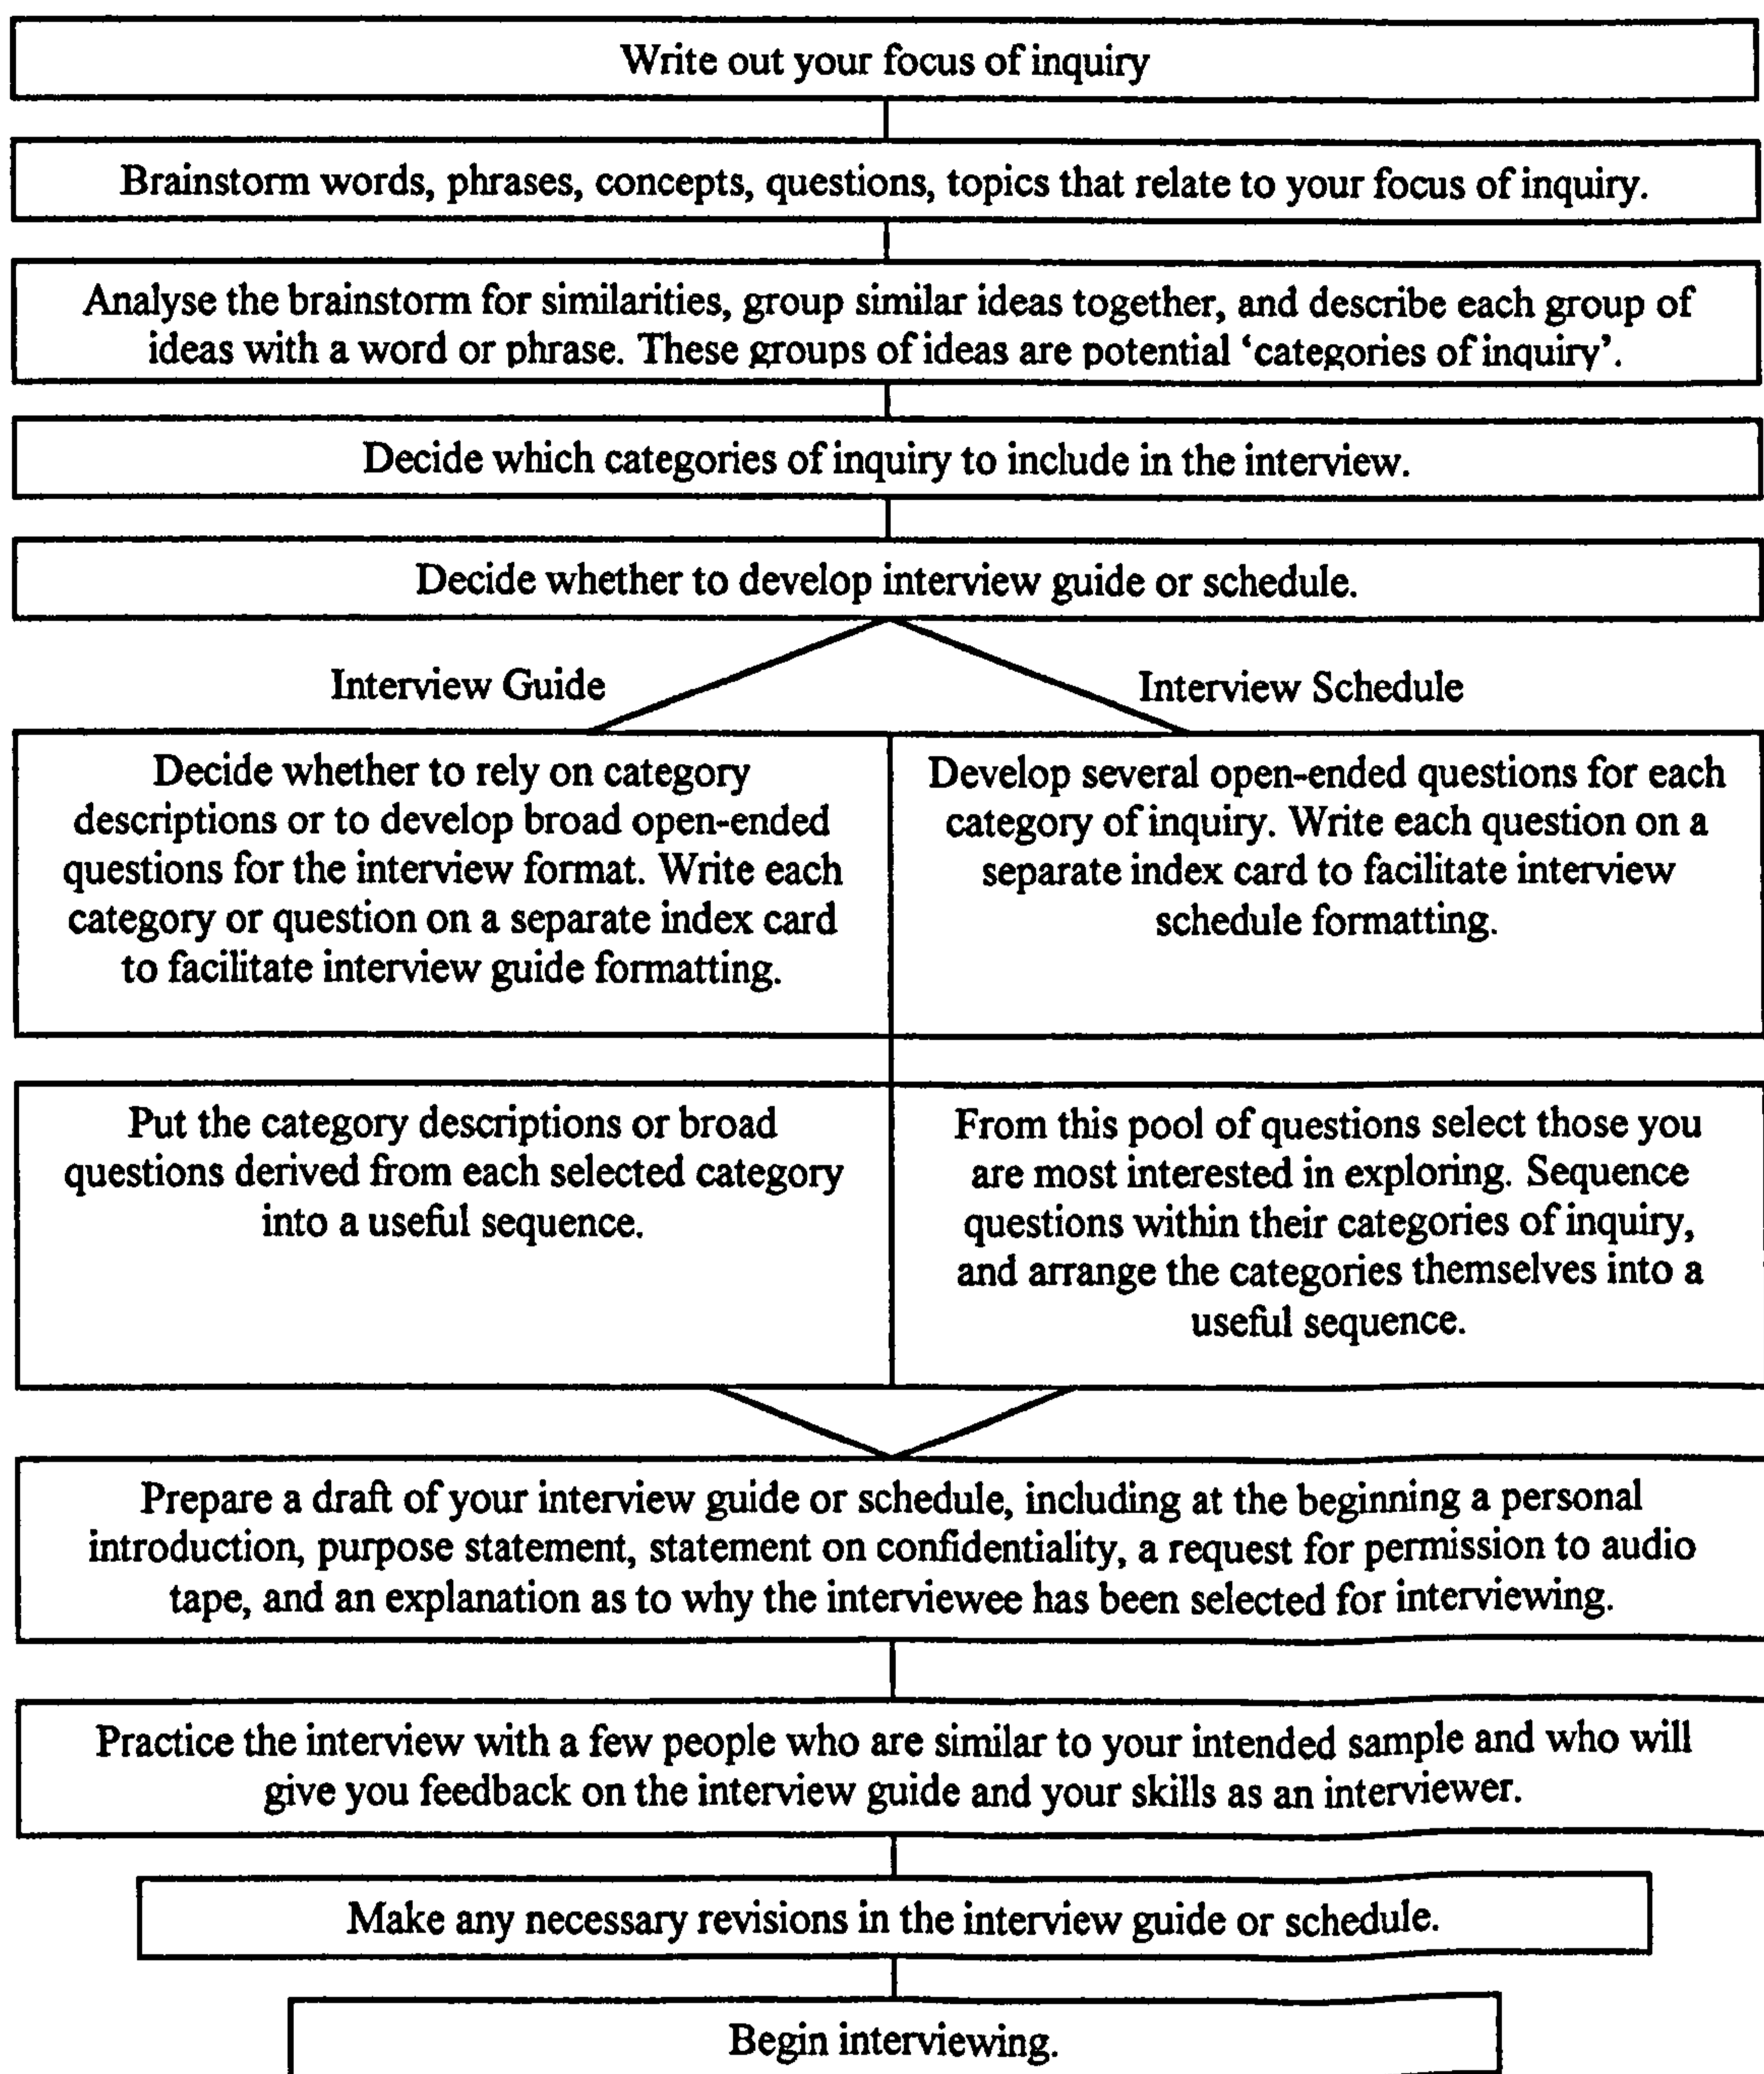 Write out your focus of inquiry
Brainstorm words, phrases, concepts, questions, topics that relate to your focus of inquiry.
Analyse the brainstorm for similarities, group similar ideas together, and describe each group of
ideas with a word or phrase. These groups of ideas are potential ‘categories of inquiry’.
Decide which categories of inquiry to include in the interview.
Decide whether to develop interview guide or schedule.
Interview Guide
Interview Schedule
Decide whether to rely on category
descriptions or to develop broad open-ended
questions for the interview format. Write each
category or question on a separate index card
to facilitate interview guide formatting.
Develop several open-ended questions for each
category of inquiry. Write each question on a
separate index card to facilitate interview
schedule formatting.
Put the category descriptions or broad
questions derived from each selected category
into a useful sequence.
From this pool of questions select those you
are most interested in exploring. Sequence
questions within their categories of inquiry,
and arrange the categories themselves into a
useful sequence.
Prepare a draft of your interview guide or schedule, including at the beginning a personal
introduction, purpose statement, statement on confidentiality, a request for permission to audio
tape, and an explanation as to why the interviewee has been selected for interviewing.
Practice the interview with a few people who are similar to your intended sample and who will
give you feedback on the interview guide and your skills as an interviewer.
Make any necessary revisions in the interview guide or schedule.
Begin interviewing.